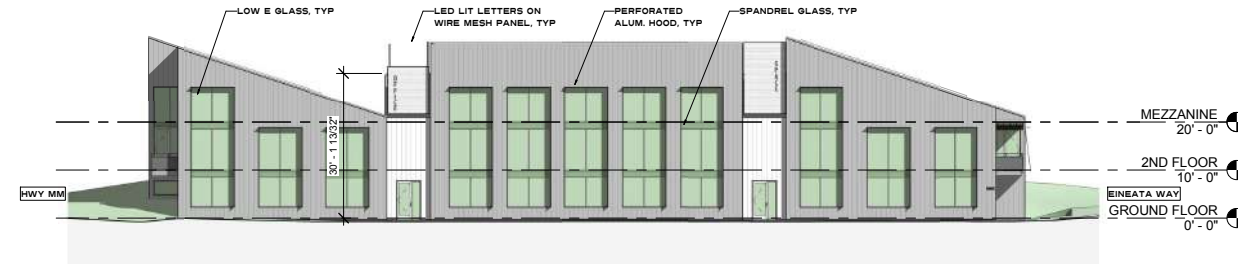 LOW E GLASS, TYP
LED LIT LETTERS ON
WIRE MESH PANEL, TYP
PERFORATED
ALUM. HOOD, TYP
SPANDREL GLASS, TYP
30' - 1 13/32"
MEZZANINE
20' - 0"
2ND FLOOR
10' - 0"
HWY MM
EINEATA WAY
GROUND FLOOR
0' - 0"